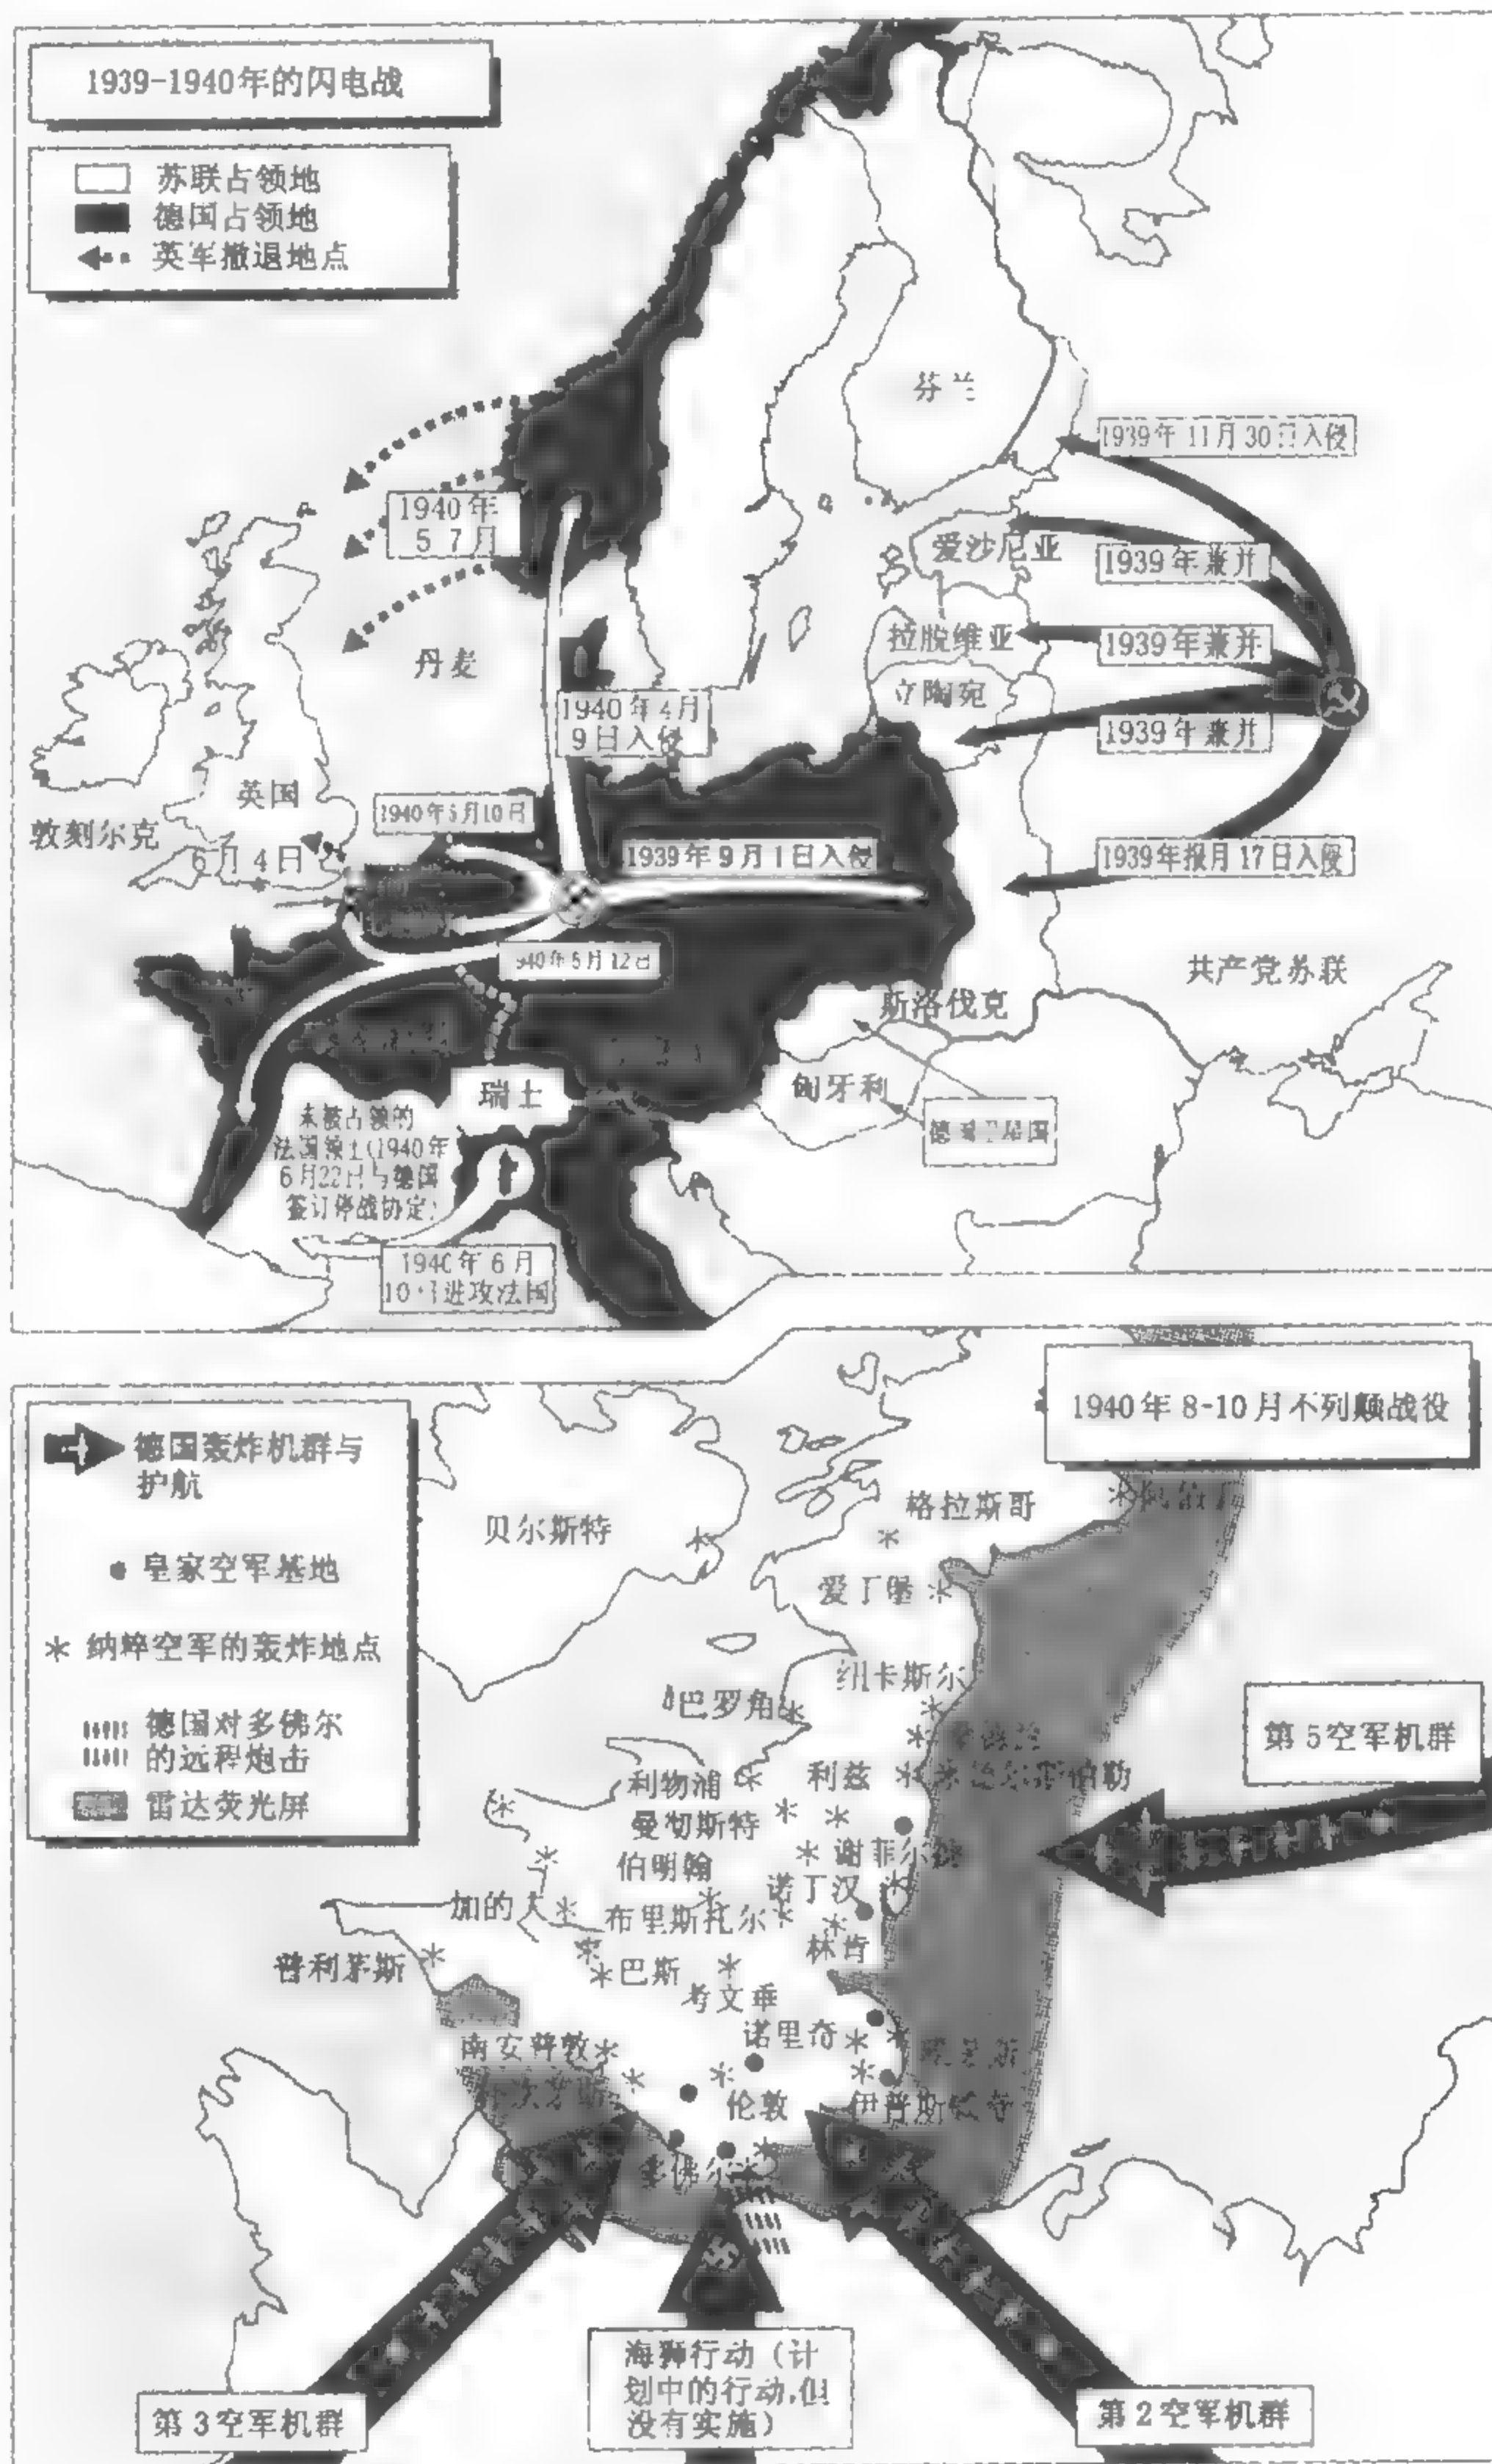 1939-1940年的闪电战
苏联占领地
德国占领地
英军撤退地点
芬兰
1939年11月30日入侵
1940年
5 7月
爱沙尼亚
1939年兼并
拉脱维亚
1939年兼并
丹麦
立陶宛
1940年4月
9日入侵
1939年兼并
英国
1940年5月10日
敦刻尔克
6月4日
1939年9月1日入侵
1939年报月17日入侵
940年6月12日
共产党苏联
斯洛伐克
瑞士
匈牙利
未被占领的
法国领土(1940年
6月22日与德国
签订停战协定)
德国卫星国
1940年6月
10日进攻法国
1940年8-10月不列颠战役
德国轰炸机群与
护航
皇家空军基地
纳粹空军的轰炸地点
德国对多佛尔
的远程炮击
雷达荧光屏
格拉斯哥
贝尔斯特
爱丁堡
纽卡斯尔
巴罗角
第5空军机群
利物浦
利兹
曼彻斯特
谢菲尔
伯明翰
诺丁汉
加的夫
布里斯托尔
林肯
普利茅斯
巴斯
考文垂
诺里奇
南安普敦
朴次茅斯
伦敦
伊普斯
多佛尔
海狮行动（计
划中的行动,但
没有实施）
第3空军机群
第2空军机群